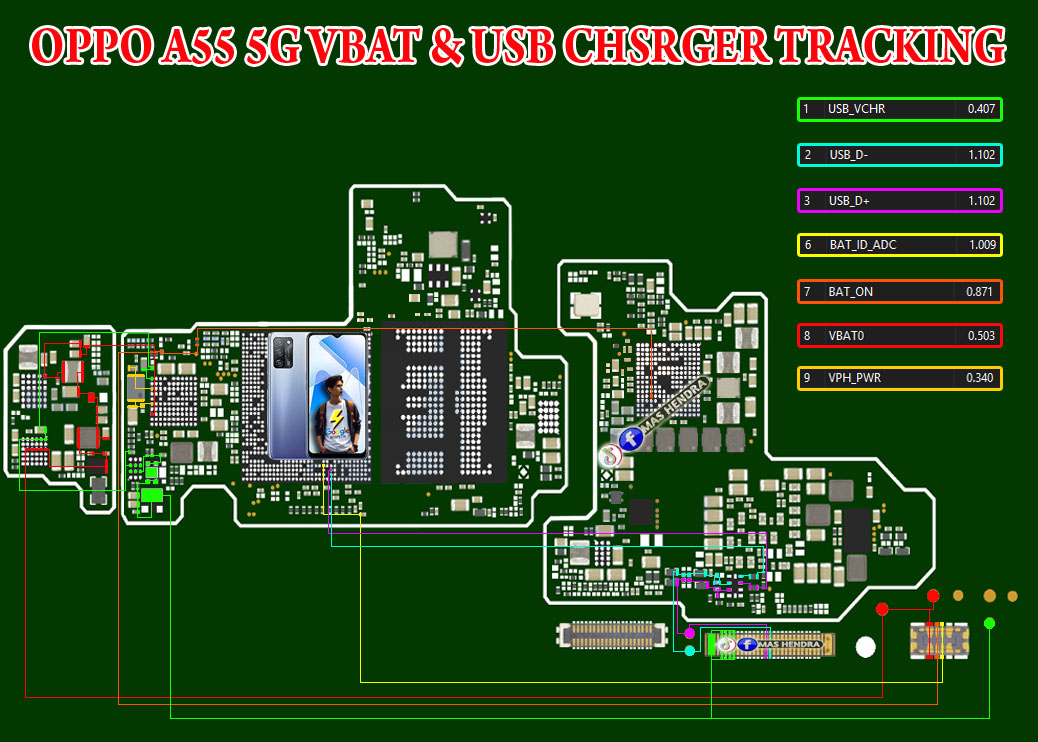 OPPO A55 5G VBAT & USB CHSRGER TRACKING
1 USB_VCHR 0.407
2 USB_D- 1.102
3 USB_D+ 1.102
6 BAT_ID_ADC 1.009
7 BAT_ON 0.871
8 VBAT0 0.503
9 VPH_PWR 0.340
Google
f MAS HENDRA
f MAS HENDRA